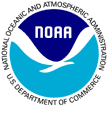 NATIONAL OCEANIC AND ATMOSPHERIC ADMINISTRATION
NOAA
U.S. DEPARTMENT OF COMMERCE